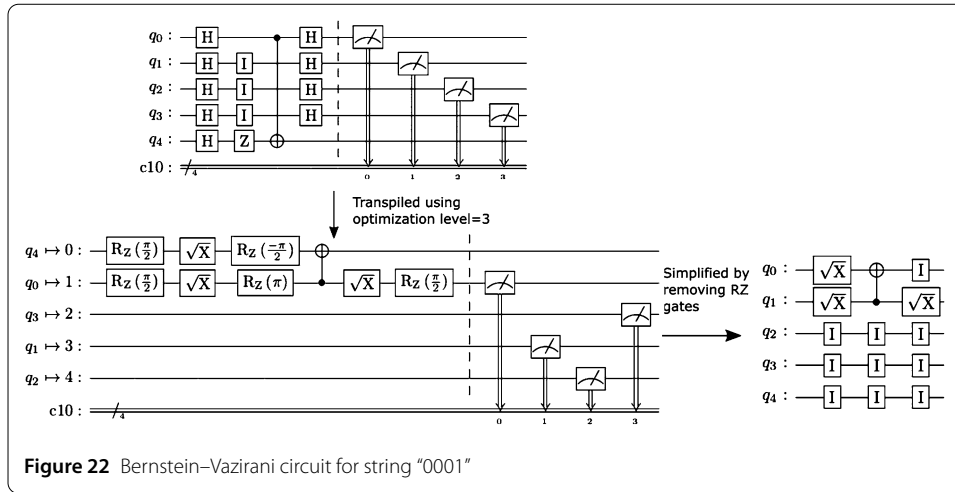 q0 : H H
q1 : H I H
q2 : H I H
q3 : H I H
q4 : H Z
c10 : 4 0 1 2 3
Transpiled using
optimization level=3
q4 ↦ 0 : RZ(π/2) √X RZ(−π/2)
q0 ↦ 1 : RZ(π/2) √X RZ(π) √X RZ(π/2)
q3 ↦ 2 :
q1 ↦ 3 :
q2 ↦ 4 :
c10 : 4 0 1 2 3
Simplified by
removing RZ
gates
q0 : √X I
q1 : √X √X
q2 : I I I
q3 : I I I
q4 : I I I
Figure 22 Bernstein–Vazirani circuit for string “0001”